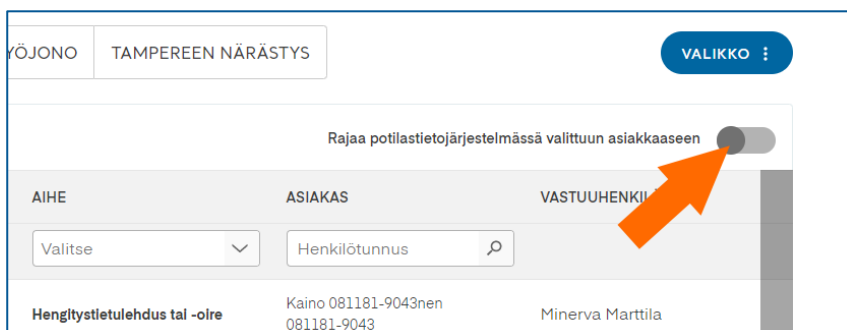 YÖJONO TAMPEREEN NÄRÄSTYS VALIKKO
Rajaa potilastietojärjestelmässä valittuun asiakkaaseen
AIHE ASIAKAS
Valitse Henkilötunnus
Hengitystietulehdus tai -oire Kaino 081181-9043nen Minerva Marttila
081181-9043